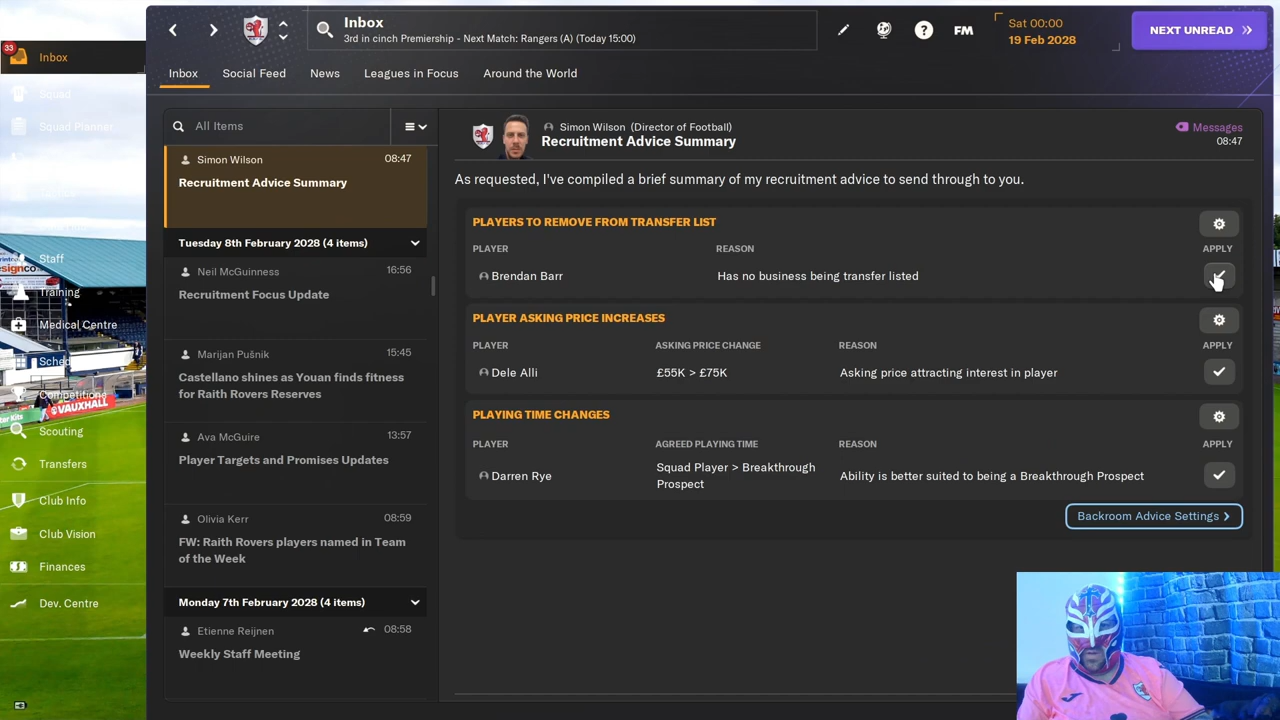 Inbox
3rd in cinch Premiership - Next Match: Rangers (A) (Today 15:00)
FM
Sat 00:00
19 Feb 2028
NEXT UNREAD
33
Inbox
Squad
Squad Planner
Staff
Training
Medical Centre
Sched
Competitions
Scouting
Transfers
Club Info
Club Vision
Finances
Dev. Centre
signco
.com
Kits
VAUXHALL
Inbox
Social Feed
News
Leagues in Focus
Around the World
All Items
Simon Wilson 08:47
Recruitment Advice Summary
Tuesday 8th February 2028 (4 items)
Neil McGuinness 16:56
Recruitment Focus Update
Marijan Pušnik 15:45
Castellano shines as Youan finds fitness
for Raith Rovers Reserves
Ava McGuire 13:57
Player Targets and Promises Updates
Olivia Kerr 08:59
FW: Raith Rovers players named in Team
of the Week
Monday 7th February 2028 (4 items)
Etienne Reijnen 08:58
Weekly Staff Meeting
Simon Wilson (Director of Football)
Recruitment Advice Summary
Messages
08:47
As requested, I've compiled a brief summary of my recruitment advice to send through to you.
PLAYERS TO REMOVE FROM TRANSFER LIST
PLAYER REASON APPLY
Brendan Barr Has no business being transfer listed
PLAYER ASKING PRICE INCREASES
PLAYER ASKING PRICE CHANGE REASON APPLY
Dele Alli £55K > £75K Asking price attracting interest in player
PLAYING TIME CHANGES
PLAYER AGREED PLAYING TIME REASON APPLY
Darren Rye Squad Player > Breakthrough Prospect Ability is better suited to being a Breakthrough Prospect
Backroom Advice Settings